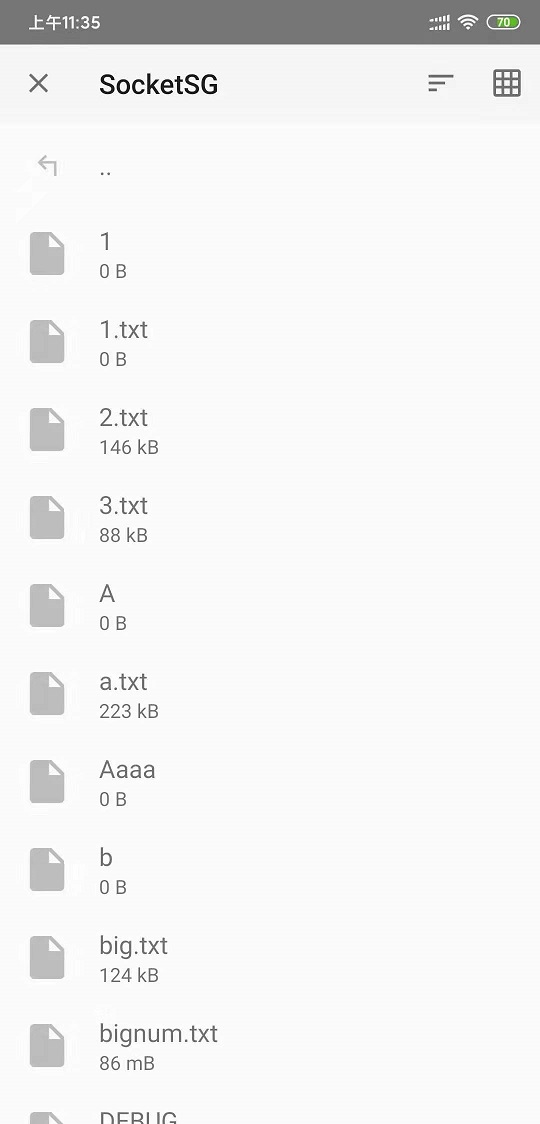 上午11:35
70
SocketSG
..
1
0 B
1.txt
0 B
2.txt
146 kB
3.txt
88 kB
A
0 B
a.txt
223 kB
Aaaa
0 B
b
0 B
big.txt
124 kB
bignum.txt
86 mB
DEBUG